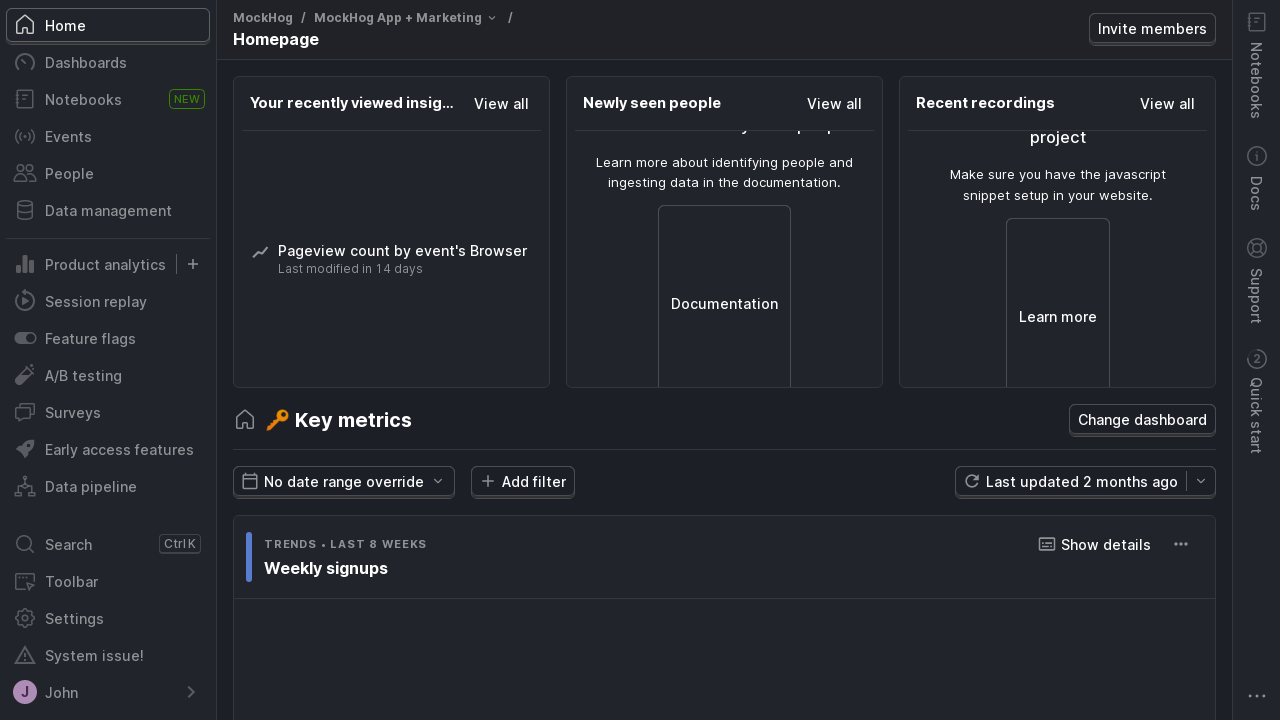 Home
Dashboards
Notebooks NEW
Events
People
Data management
Product analytics
Session replay
Feature flags
A/B testing
Surveys
Early access features
Data pipeline
Search Ctrl K
Toolbar
Settings
System issue!
J John
MockHog / MockHog App + Marketing /
Homepage
Invite members
Your recently viewed insig... View all
Pageview count by event's Browser
Last modified in 14 days
Newly seen people View all
Learn more about identifying people and
ingesting data in the documentation.
Documentation
Recent recordings View all
project
Make sure you have the javascript
snippet setup in your website.
Learn more
🔑 Key metrics
Change dashboard
No date range override
Add filter
Last updated 2 months ago
TRENDS • LAST 8 WEEKS
Weekly signups
Show details
Notebooks
Docs
Support
2
Quick start